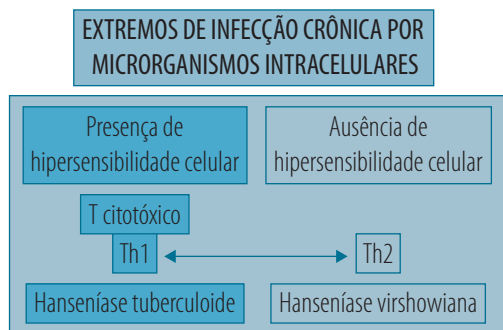 EXTREMOS DE INFECÇÃO CRÔNICA POR
MICRORGANISMOS INTRACELULARES
Presença de
hipersensibilidade celular
Ausência de
hipersensibilidade celular
T citotóxico
Th1
Th2
Hanseníase tuberculoide
Hanseníase virshowiana